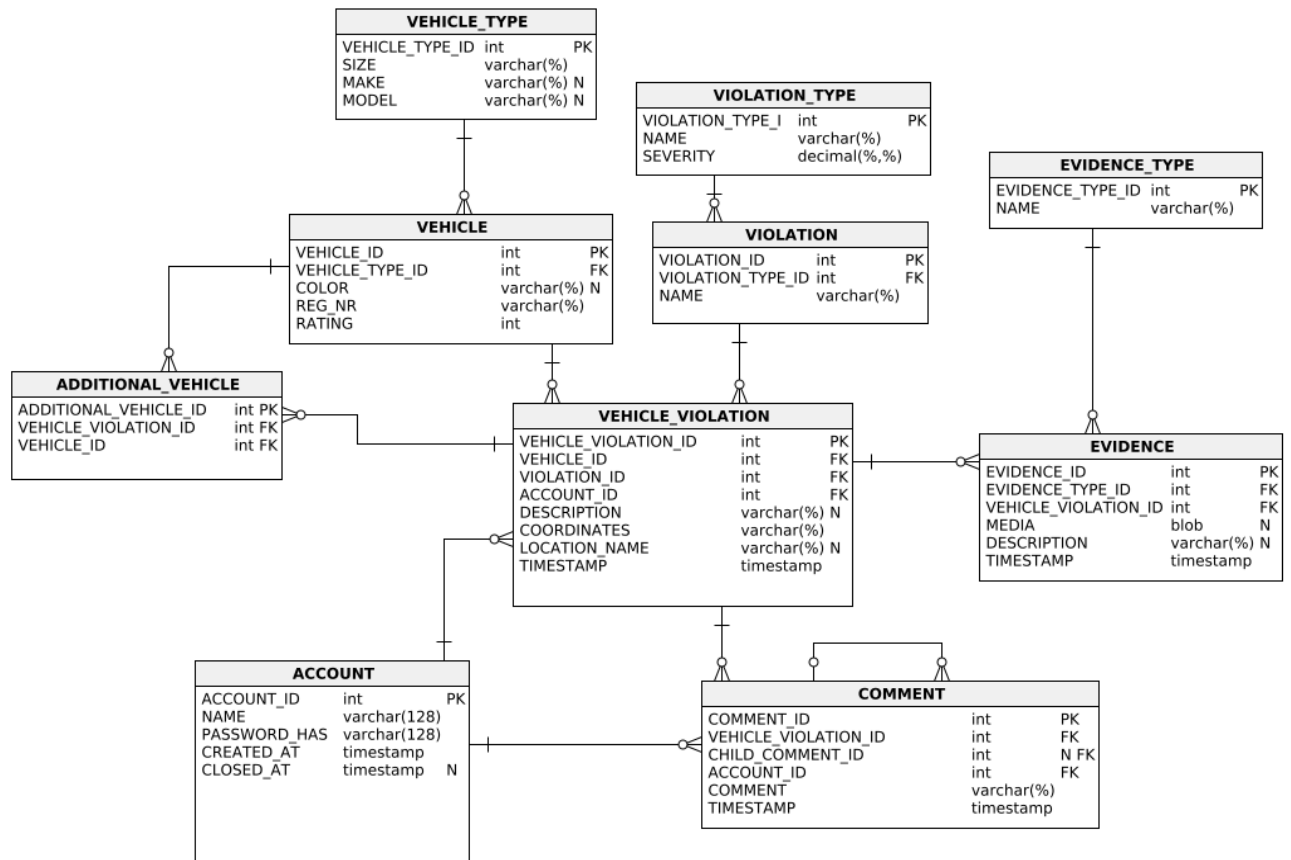 VEHICLE_TYPE
VEHICLE_TYPE_ID int PK
SIZE varchar(%)
MAKE varchar(%) N
MODEL varchar(%) N
VIOLATION_TYPE
VIOLATION_TYPE_I int PK
NAME varchar(%)
SEVERITY decimal(%,%)
EVIDENCE_TYPE
EVIDENCE_TYPE_ID int PK
NAME varchar(%)
VEHICLE
VEHICLE_ID int PK
VEHICLE_TYPE_ID int FK
COLOR varchar(%) N
REG_NR varchar(%)
RATING int
VIOLATION
VIOLATION_ID int PK
VIOLATION_TYPE_ID int FK
NAME varchar(%)
ADDITIONAL_VEHICLE
ADDITIONAL_VEHICLE_ID int PK
VEHICLE_VIOLATION_ID int FK
VEHICLE_ID int FK
VEHICLE_VIOLATION
VEHICLE_VIOLATION_ID int PK
VEHICLE_ID int FK
VIOLATION_ID int FK
ACCOUNT_ID int FK
DESCRIPTION varchar(%) N
COORDINATES varchar(%)
LOCATION_NAME varchar(%) N
TIMESTAMP timestamp
EVIDENCE
EVIDENCE_ID int PK
EVIDENCE_TYPE_ID int FK
VEHICLE_VIOLATION_ID int FK
MEDIA blob N
DESCRIPTION varchar(%) N
TIMESTAMP timestamp
ACCOUNT
ACCOUNT_ID int PK
NAME varchar(128)
PASSWORD_HAS varchar(128)
CREATED_AT timestamp
CLOSED_AT timestamp N
COMMENT
COMMENT_ID int PK
VEHICLE_VIOLATION_ID int FK
CHILD_COMMENT_ID int N FK
ACCOUNT_ID int FK
COMMENT varchar(%)
TIMESTAMP timestamp